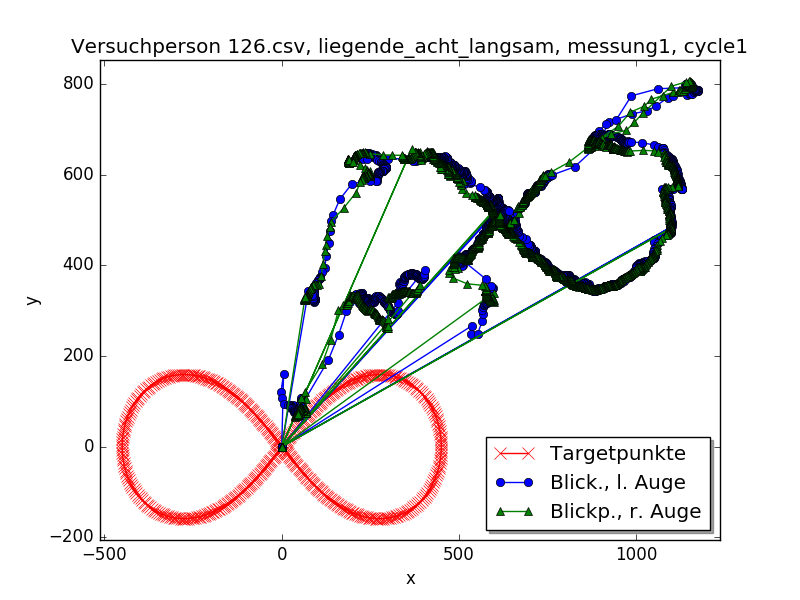 Versuchperson 126.csv, liegende_acht_langsam, messung1, cycle1
800
600
400
200
0
−200
y
−500
0
500
1000
x
Targetpunkte
Blick., l. Auge
Blickp., r. Auge